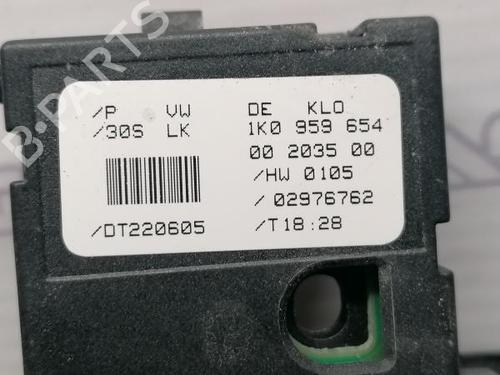 B-PARTS
/P VW DE KLO
/30S LK 1K0 959 654
00 2035 00
/HW 0105
/02976762
/DT220605 /T18:28